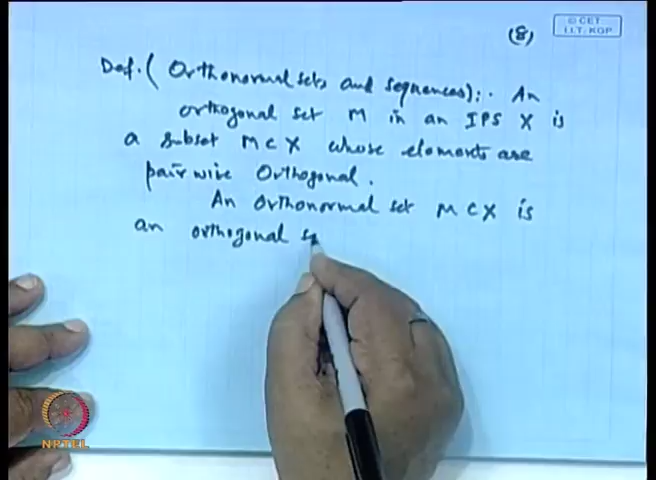 (8)
© CET
I.I.T. KGP
Def. ( Orthonormal sets and sequences):. An
orthogonal set M in an IPS X is
a subset M ⊂ X whose elements are
pairwise Orthogonal.
An Orthonormal set M ⊂ X is
an orthogonal se
NPTEL